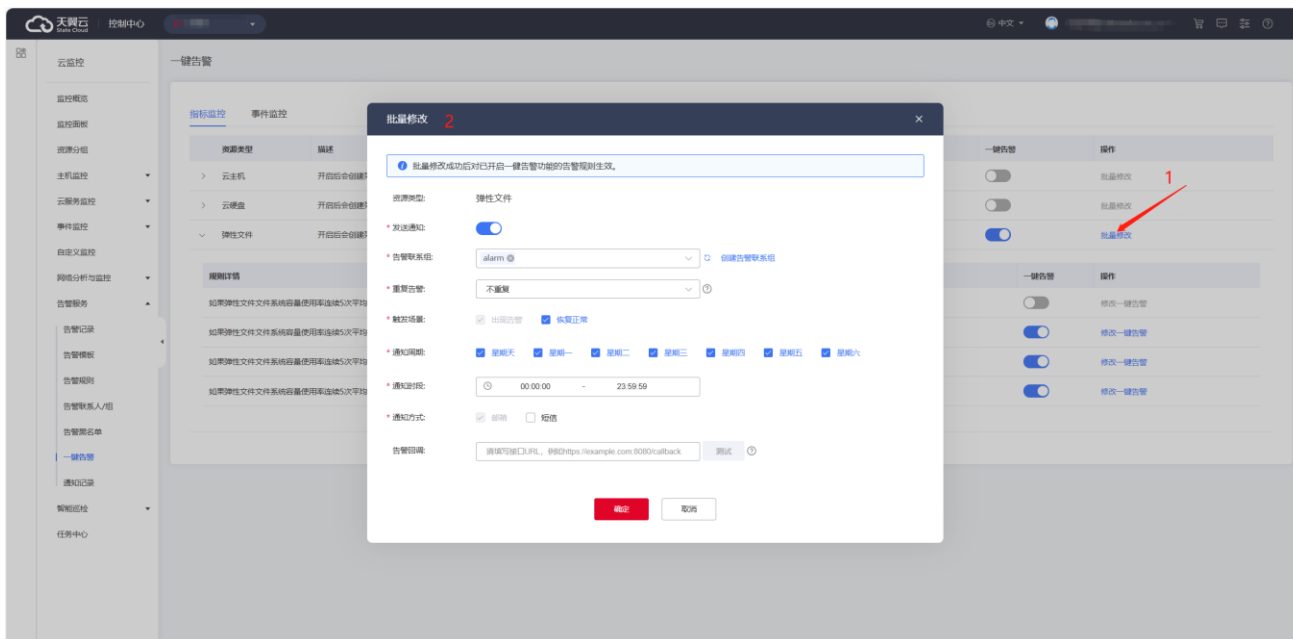 天翼云 State Cloud 控制中心 中文
云监控 一键告警
监控概览
监控面板
资源分组
主机监控
云服务监控
事件监控
自定义监控
网络分析与监控
告警服务
告警记录
告警模板
告警规则
告警联系人/组
告警黑名单
一键告警
通知记录
智能巡检
任务中心
指标监控 事件监控
资源类型 描述 一键告警 操作
云主机 开启后会创建 批量修改 1
云硬盘 开启后会创建 批量修改
弹性文件 开启后会创建 批量修改
规则详情 一键告警 操作
如果弹性文件文件系统容量使用率连续5次平均 修改一键告警
如果弹性文件文件系统容量使用率连续5次平均 修改一键告警
如果弹性文件文件系统容量使用率连续5次平均 修改一键告警
如果弹性文件文件系统容量使用率连续5次平均 修改一键告警
批量修改 2 ×
批量修改成功后对已开启一键告警功能的告警规则生效。
资源类型: 弹性文件
* 发送通知:
* 告警联系组: alarm 创建告警联系组
* 重复告警: 不重复
* 触发场景: 出现告警 恢复正常
* 通知周期: 星期天 星期一 星期二 星期三 星期四 星期五 星期六
* 通知时段: 00:00:00 - 23:59:59
* 通知方式: 邮箱 短信
告警回调: 请填写接口URL，例如https://example.com:8080/callback 测试
确定 取消